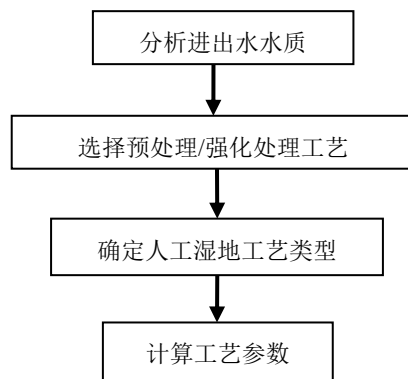 分析进出水水质
选择预处理/强化处理工艺
确定人工湿地工艺类型
计算工艺参数